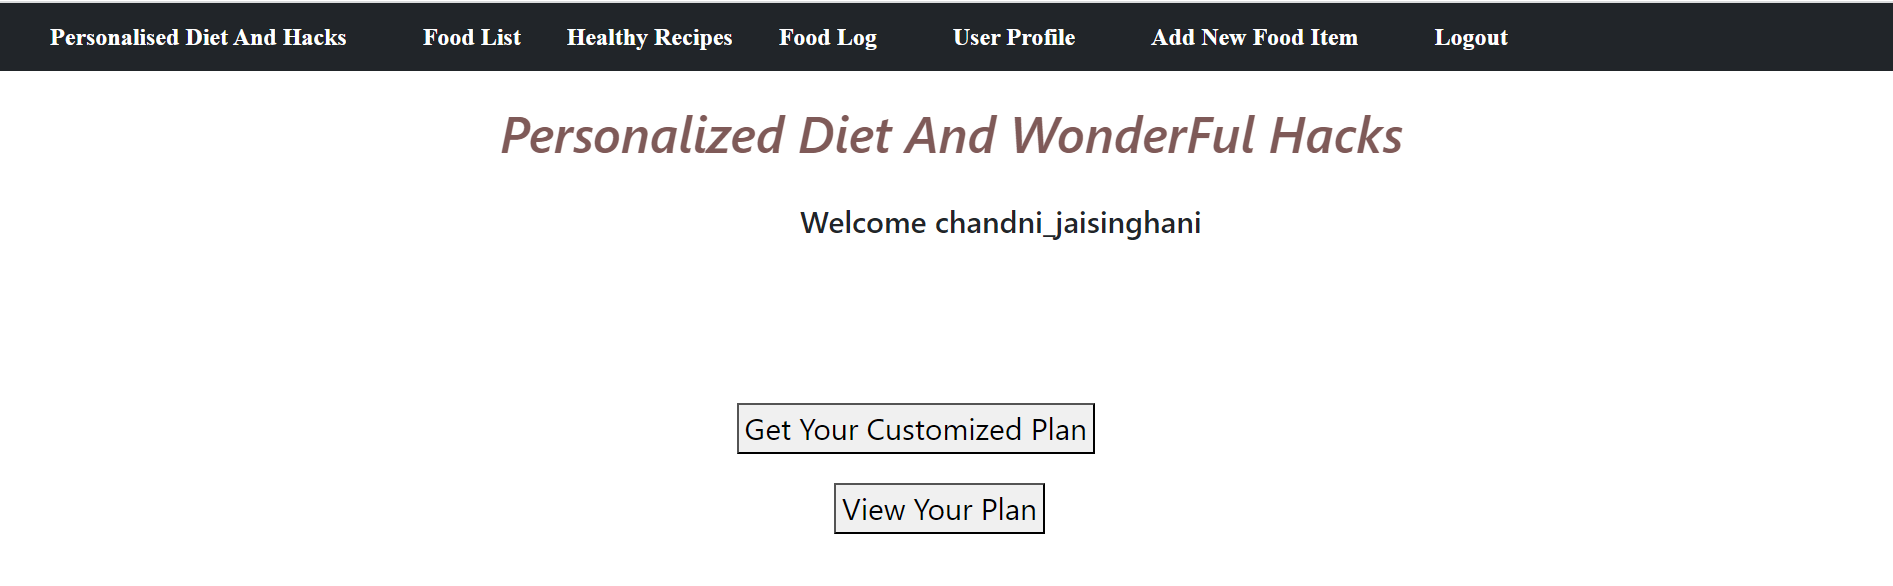 Personalised Diet And Hacks Food List Healthy Recipes Food Log User Profile Add New Food Item Logout
Personalized Diet And WonderFul Hacks
Welcome chandni_jaisinghani
Get Your Customized Plan
View Your Plan